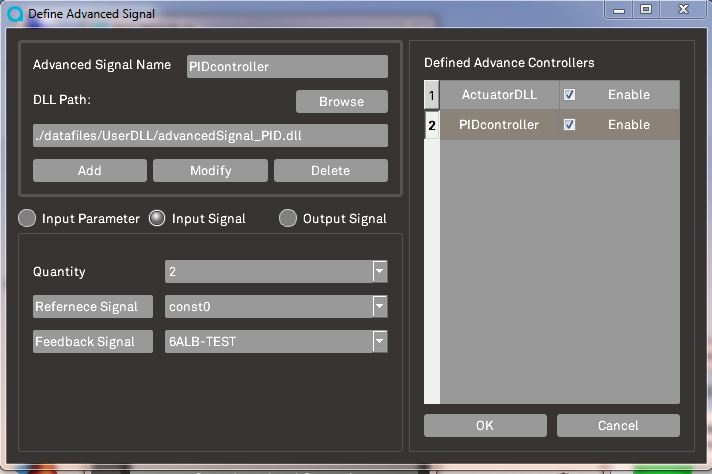 Define Advanced Signal
Advanced Signal Name PIDcontroller
DLL Path: Browse
./datafiles/UserDLL/advancedSignal_PID.dll
Add Modify Delete
Input Parameter Input Signal Output Signal
Quantity 2
Refernece Signal const0
Feedback Signal 6ALB-TEST
Defined Advance Controllers
1 ActuatorDLL Enable
2 PIDcontroller Enable
OK Cancel